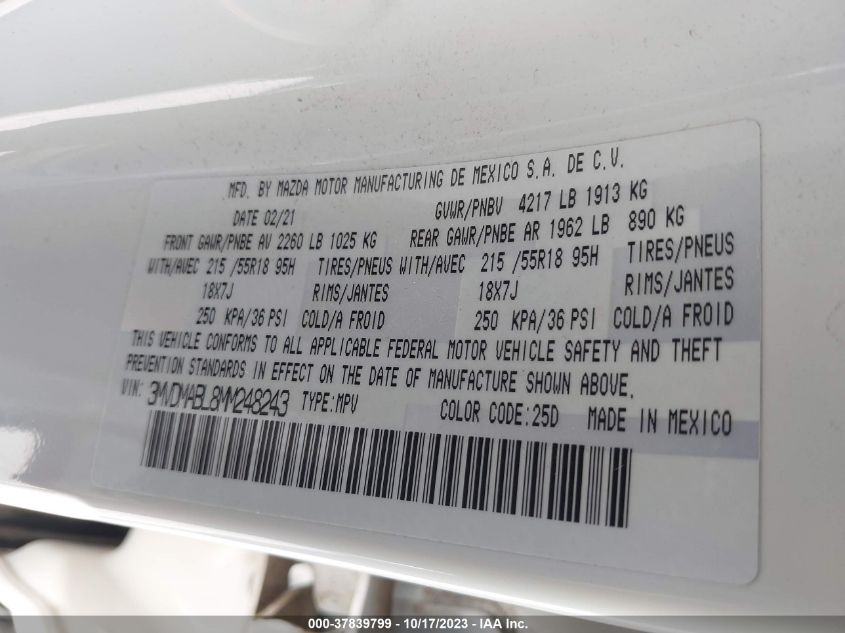 MFD. BY MAZDA MOTOR MANUFACTURING DE MEXICO S.A. DE C.V.
DATE 02/21 GVWR/PNBV 4217 LB 1913 KG
FRONT GAWR/PNBE AV 2260 LB 1025 KG REAR GAWR/PNBE AR 1962 LB 890 KG
WITH/AVEC 215 /55R18 95H TIRES/PNEUS WITH/AVEC 215 /55R18 95H TIRES/PNEUS
18X7J RIMS/JANTES 18X7J RIMS/JANTES
250 KPA/36 PSI COLD/A FROID 250 KPA/36 PSI COLD/A FROID
THIS VEHICLE CONFORMS TO ALL APPLICABLE FEDERAL MOTOR VEHICLE SAFETY AND THEFT
PREVENTION STANDARDS IN EFFECT ON THE DATE OF MANUFACTURE SHOWN ABOVE.
VIN: 3MVDMABL8MM248243 TYPE:MPV COLOR CODE:25D MADE IN MEXICO
000-37839799 - 10/17/2023 - IAA Inc.